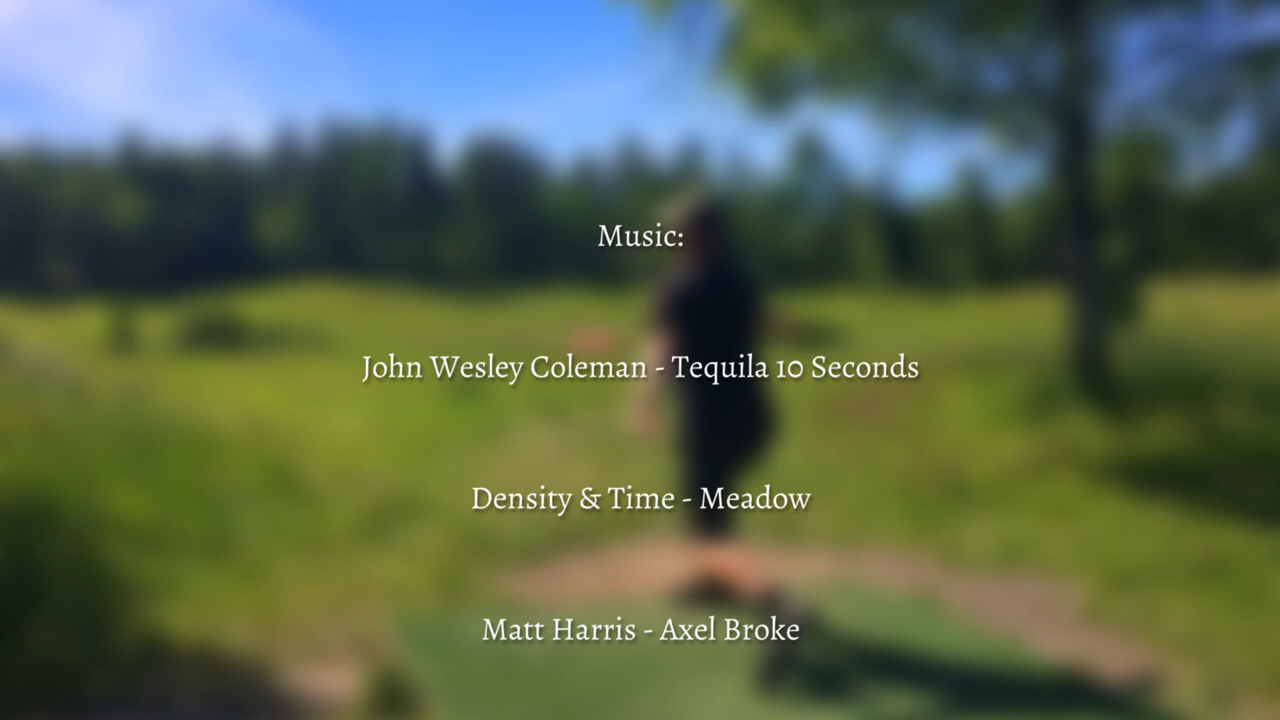 Music:
John Wesley Coleman - Tequila 10 Seconds
Density & Time - Meadow
Matt Harris - Axel Broke